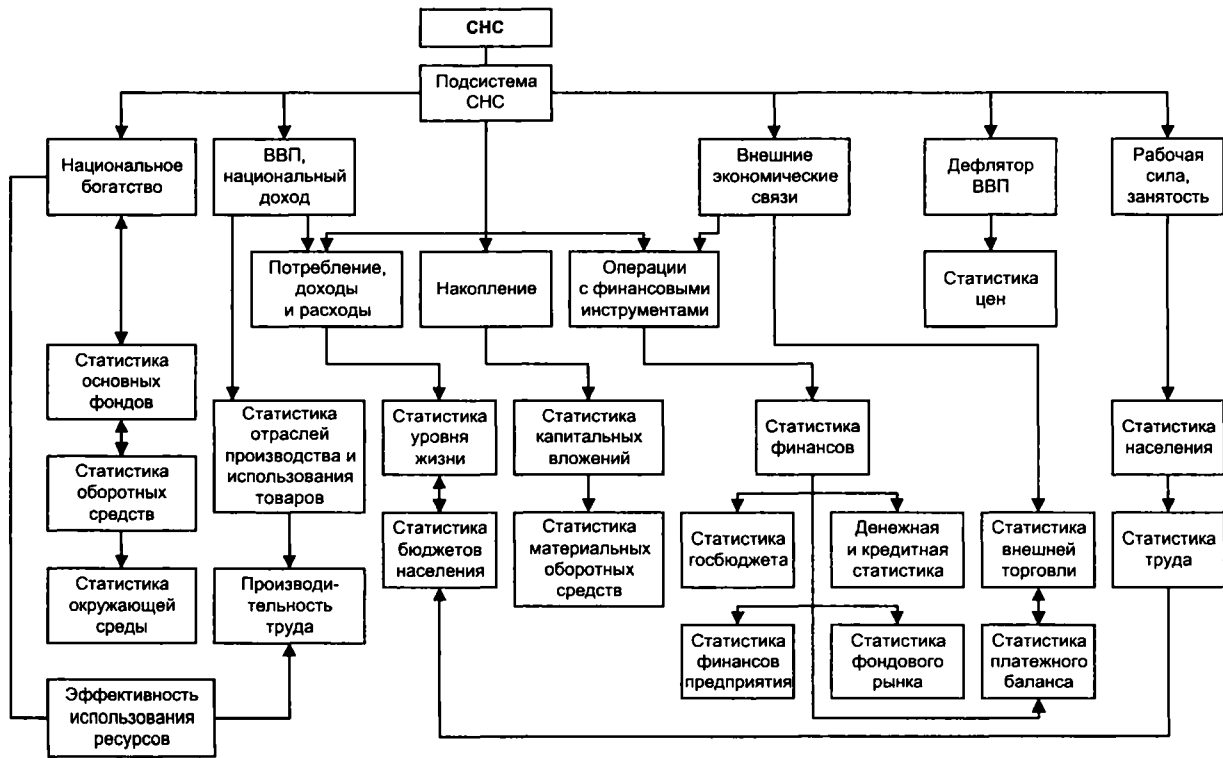 СНС
Подсистема
СНС
Национальное
богатство
ВВП,
национальный
доход
Внешние
экономические
связи
Дефлятор
ВВП
Рабочая
сила,
занятость
Потребление,
доходы
и расходы
Накопление
Операции
с финансовыми
инструментами
Статистика
цен
Статистика
основных
фондов
Статистика
отраслей
производства и
использования
товаров
Статистика
уровня
жизни
Статистика
капитальных
вложений
Статистика
финансов
Статистика
населения
Статистика
оборотных
средств
Статистика
бюджетов
населения
Статистика
материальных
оборотных
средств
Статистика
госбюджета
Денежная
и кредитная
статистика
Статистика
внешней
торговли
Статистика
труда
Статистика
окружающей
среды
Производи-
тельность
труда
Статистика
финансов
предприятия
Статистика
фондового
рынка
Статистика
платежного
баланса
Эффективность
использования
ресурсов